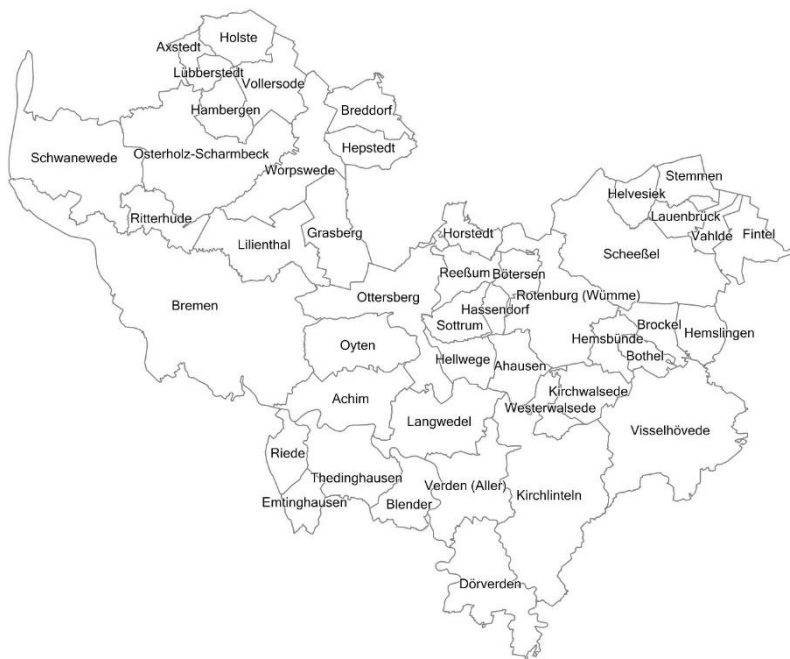 Holste
Axstedt
Lübberstedt
Vollersode
Hambergen
Breddorf
Schwanewede
Osterholz-Scharmbeck
Hepstedt
Worpswede
Stemmen
Helvesiek
Lauenbrück
Vahlde
Fintel
Ritterhude
Lilienthal
Grasberg
Horstedt
Scheeßel
Reeßum
Bötersen
Bremen
Ottersberg
Rotenburg (Wümme)
Hassendorf
Sottrum
Brockel
Hemslingen
Oyten
Hemsbünde
Bothel
Hellwege
Ahausen
Kirchwalsede
Achim
Westerwalsede
Langwedel
Visselhövede
Riede
Thedinghausen
Verden (Aller)
Kirchlinteln
Emtinghausen
Blender
Dörverden